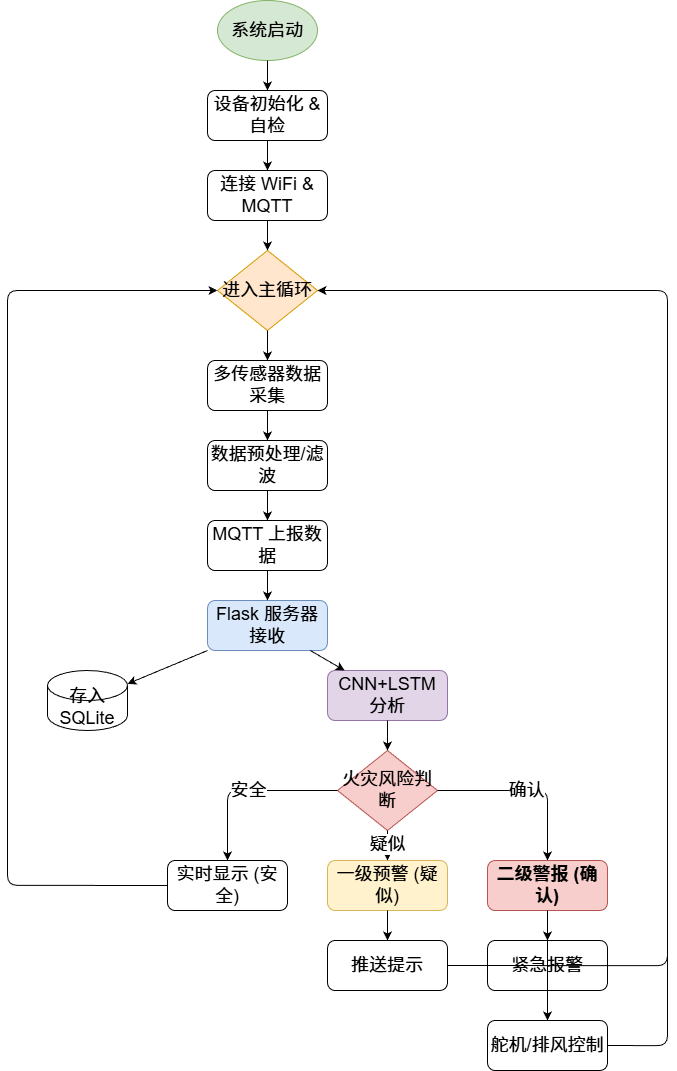 系统启动
设备初始化 &
自检
连接 WiFi &
MQTT
进入主循环
多传感器数据
采集
数据预处理/滤
波
MQTT 上报数
据
Flask 服务器
接收
存入
SQLite
CNN+LSTM
分析
火灾风险判
断
安全
疑似
确认
实时显示 (安
全)
一级预警 (疑
似)
二级警报 (确
认)
推送提示
紧急报警
舵机/排风控制